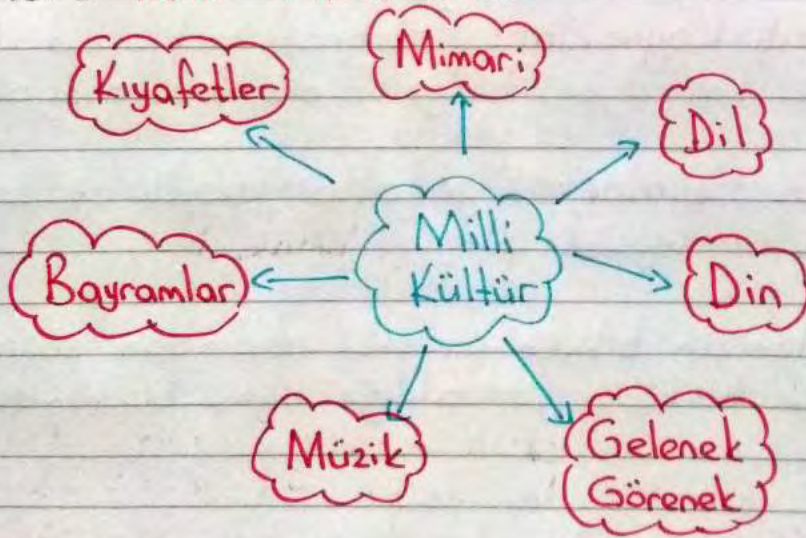 Mimari
Kıyafetler
Dil
Milli
Kültür
Bayramlar
Din
Müzik
Gelenek
Görenek